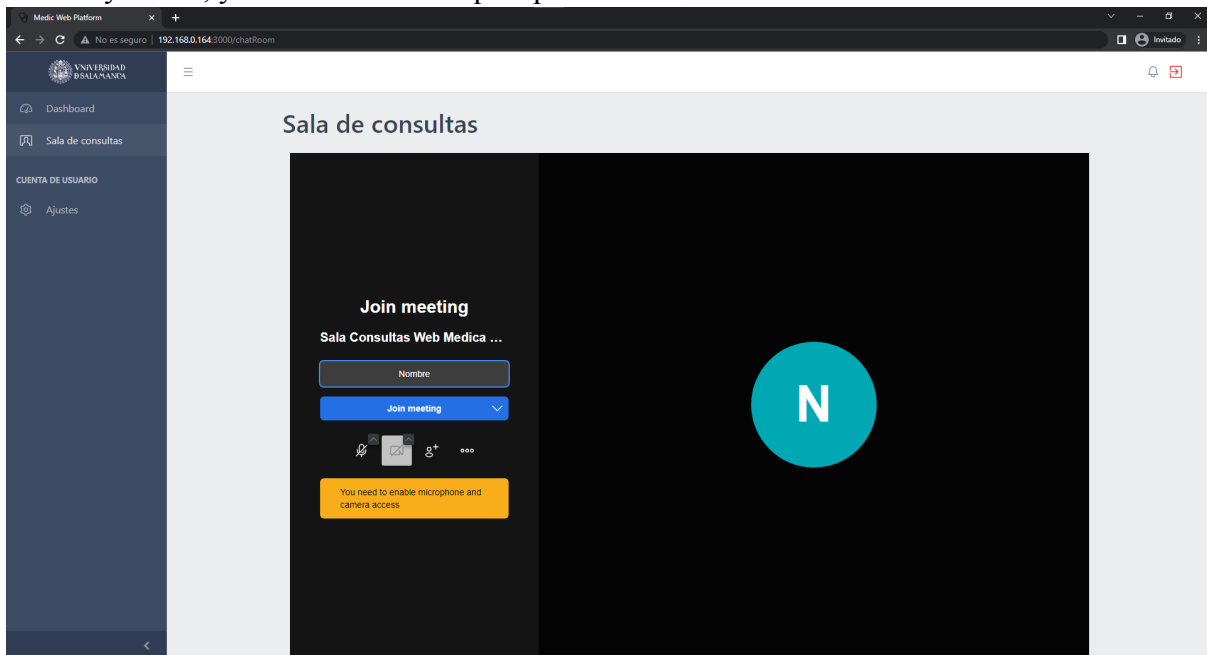 Medic Web Platform
No es seguro | 192.168.0.164:3000/chatRoom
Invitado
VNiVERSiDAD
D SALAMANCA
Dashboard
Sala de consultas
CUENTA DE USUARIO
Ajustes
Sala de consultas
Join meeting
Sala Consultas Web Medica ...
Nombre
Join meeting
You need to enable microphone and
camera access
N